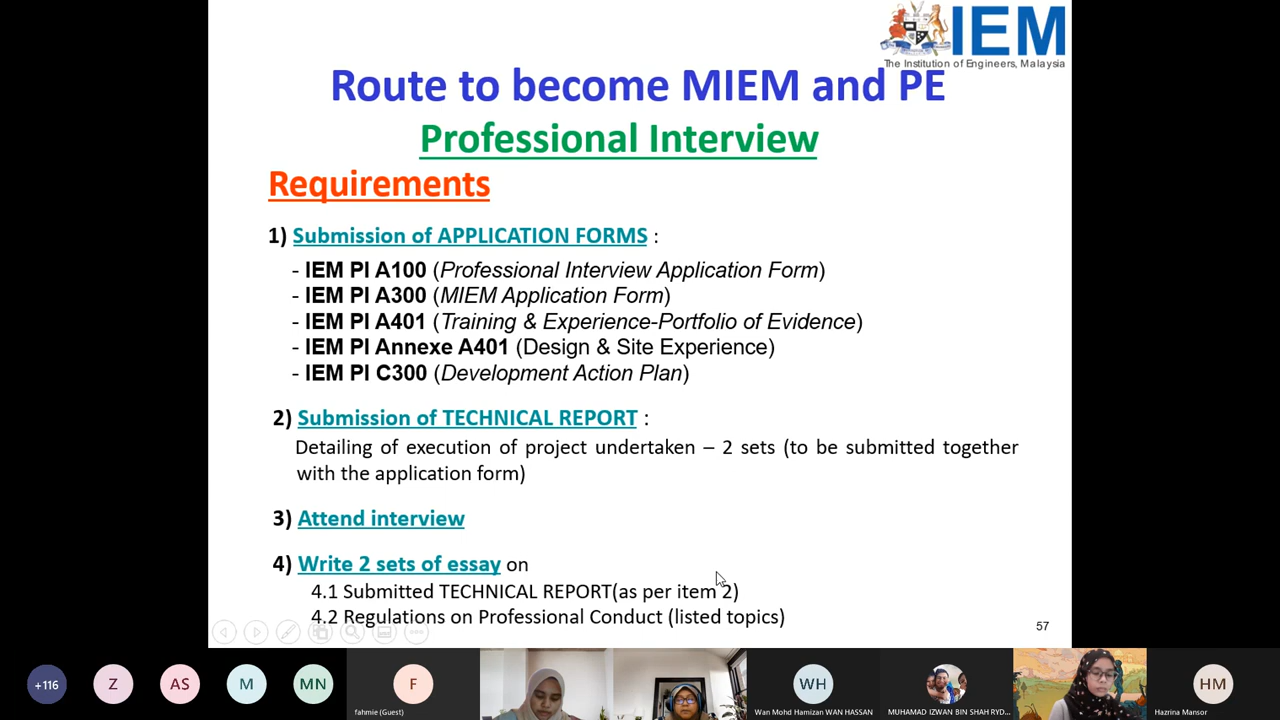 IEM
The Institution of Engineers, Malaysia
Route to become MIEM and PE
Professional Interview
Requirements
1) Submission of APPLICATION FORMS :
- IEM PI A100 (Professional Interview Application Form)
- IEM PI A300 (MIEM Application Form)
- IEM PI A401 (Training & Experience-Portfolio of Evidence)
- IEM PI Annexe A401 (Design & Site Experience)
- IEM PI C300 (Development Action Plan)
2) Submission of TECHNICAL REPORT :
Detailing of execution of project undertaken – 2 sets (to be submitted together
with the application form)
3) Attend interview
4) Write 2 sets of essay on
4.1 Submitted TECHNICAL REPORT(as per item 2)
4.2 Regulations on Professional Conduct (listed topics)
57
+116
Z
AS
M
MN
F
WH
HM
fahmie (Guest)
Wan Mohd Hamizan WAN HASSAN
MUHAMAD IZWAN BIN SHAH RYD...
Hazrina Mansor